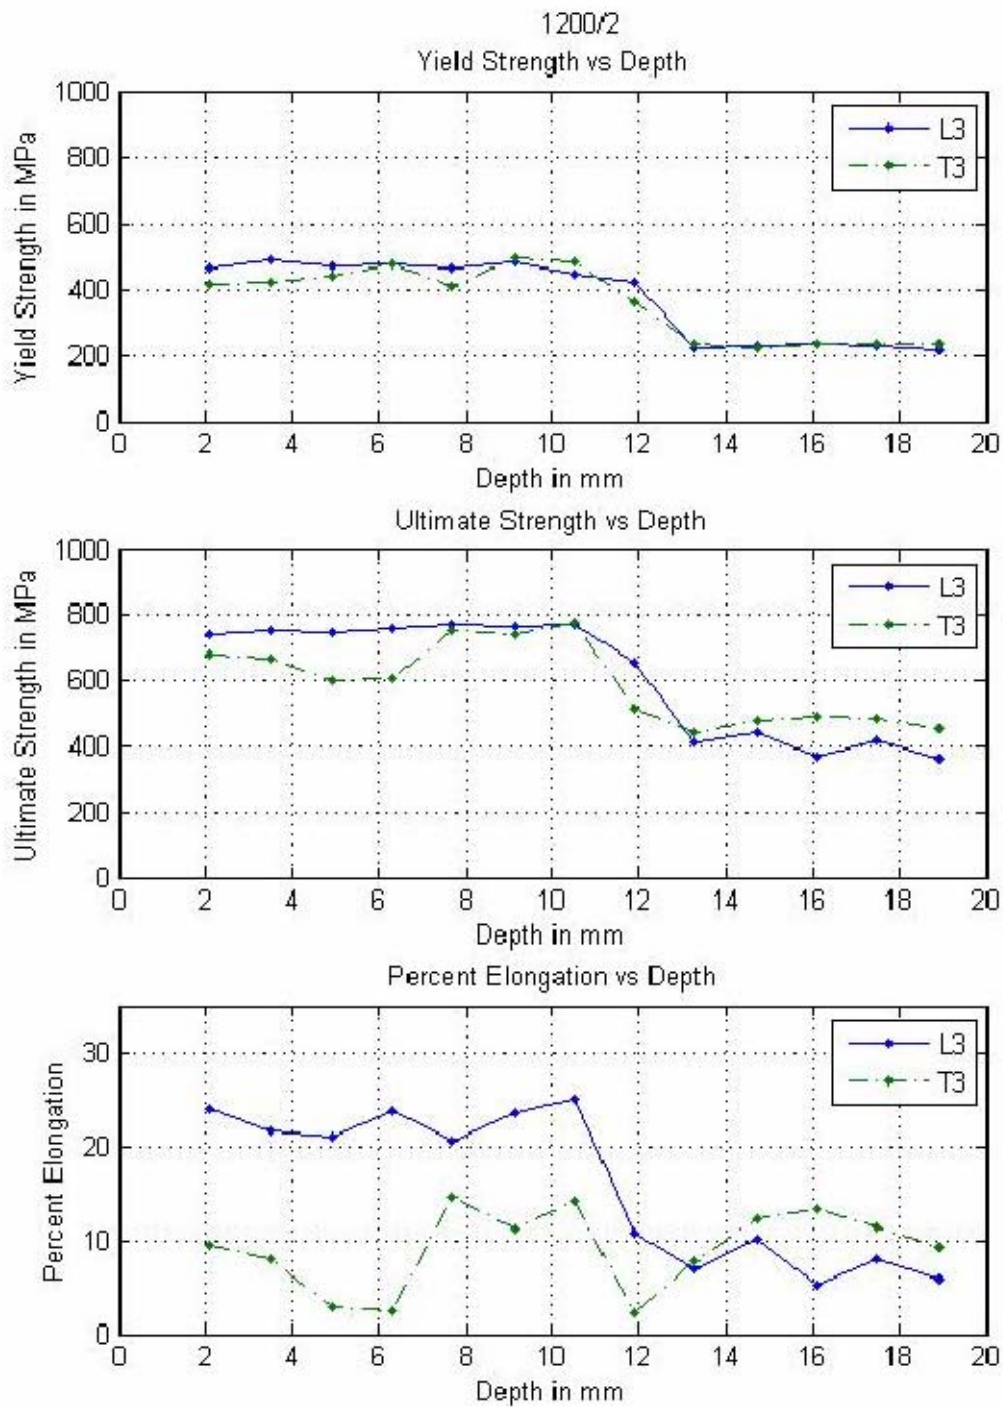 1200/2
Yield Strength vs Depth
1000
800
600
400
200
0
Yield Strength in MPa
L3
T3
0 2 4 6 8 10 12 14 16 18 20
Depth in mm
Ultimate Strength vs Depth
1000
800
600
400
200
0
Ultimate Strength in MPa
L3
T3
0 2 4 6 8 10 12 14 16 18 20
Depth in mm
Percent Elongation vs Depth
30
20
10
0
Percent Elongation
L3
T3
0 2 4 6 8 10 12 14 16 18 20
Depth in mm